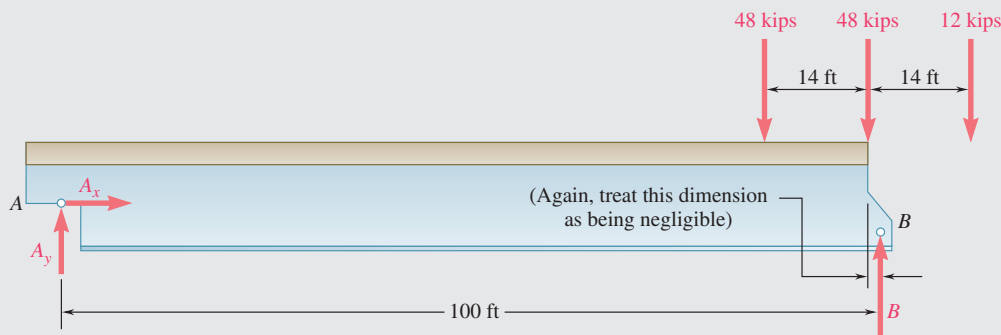 48 kips
48 kips
12 kips
14 ft
14 ft
A
Ax
(Again, treat this dimension
as being negligible)
B
Ay
100 ft
B